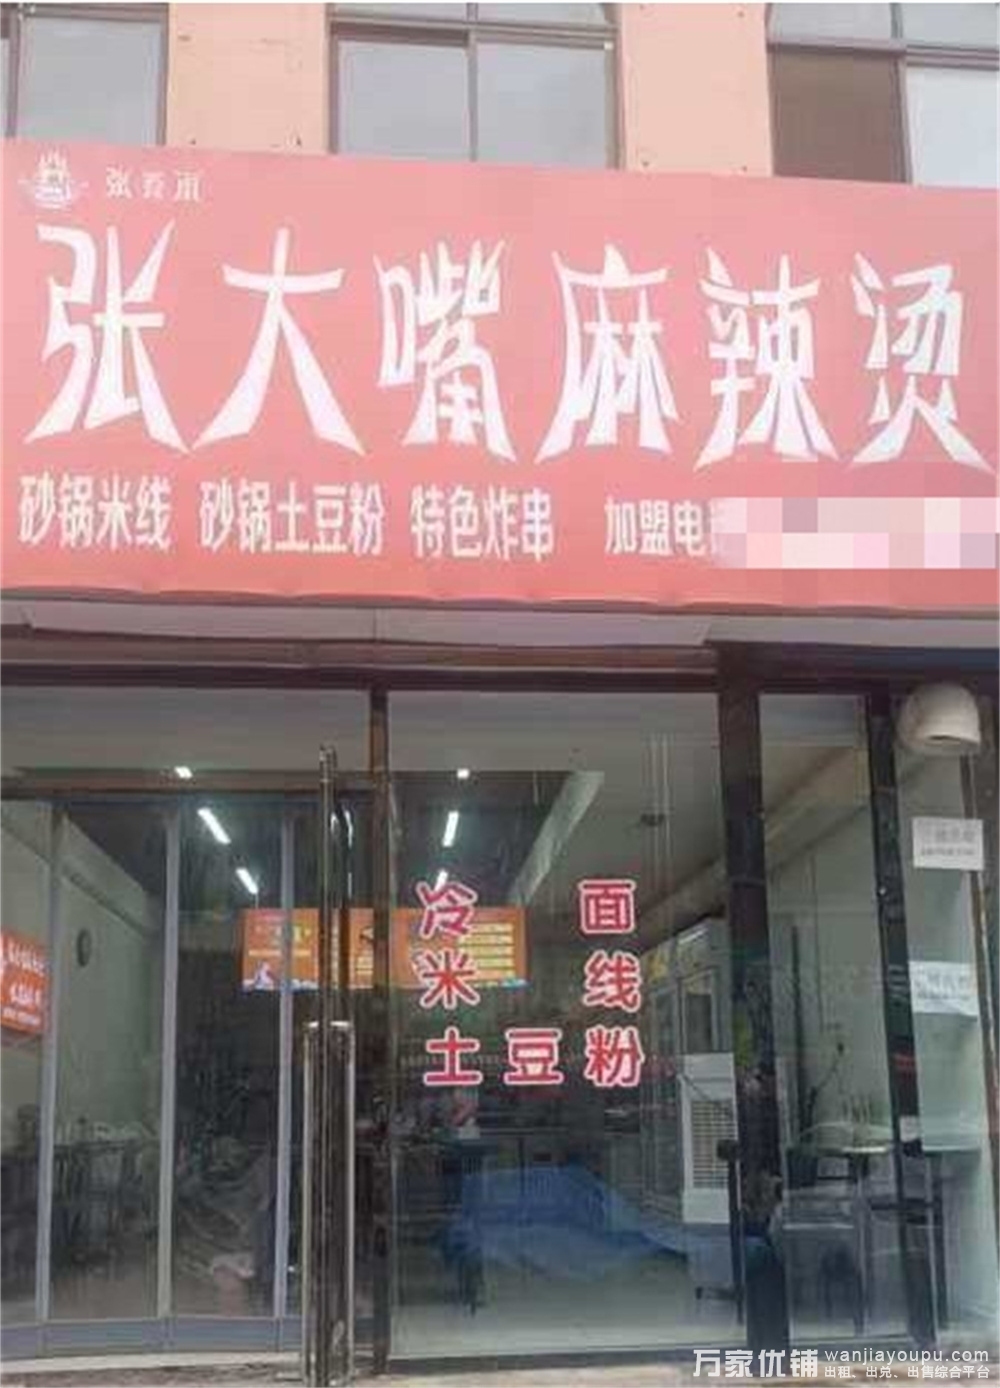 张大嘴麻辣烫
砂锅米线 砂锅土豆粉 特色炸串 加盟电
冷 面
米 线
土 豆 粉
万家优铺 wanjiayoupu.com
出租、出兑、出售综合平台